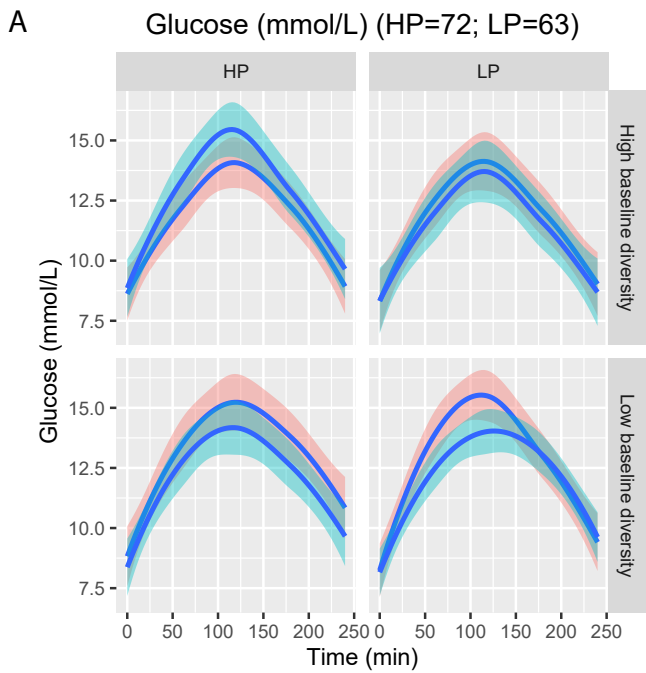 A
Glucose (mmol/L) (HP=72; LP=63)
HP LP
High baseline diversity
15.0
12.5
10.0
7.5
Glucose (mmol/L)
Low baseline diversity
15.0
12.5
10.0
7.5
0 50 100 150 200 250 0 50 100 150 200 250
Time (min)